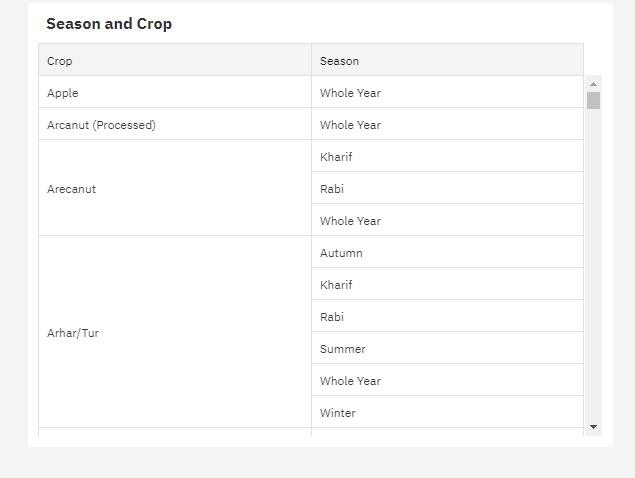 Season and Crop
Crop Season
Apple Whole Year
Arcanut (Processed) Whole Year
Arecanut Kharif
Rabi
Whole Year
Arhar/Tur Autumn
Kharif
Rabi
Summer
Whole Year
Winter